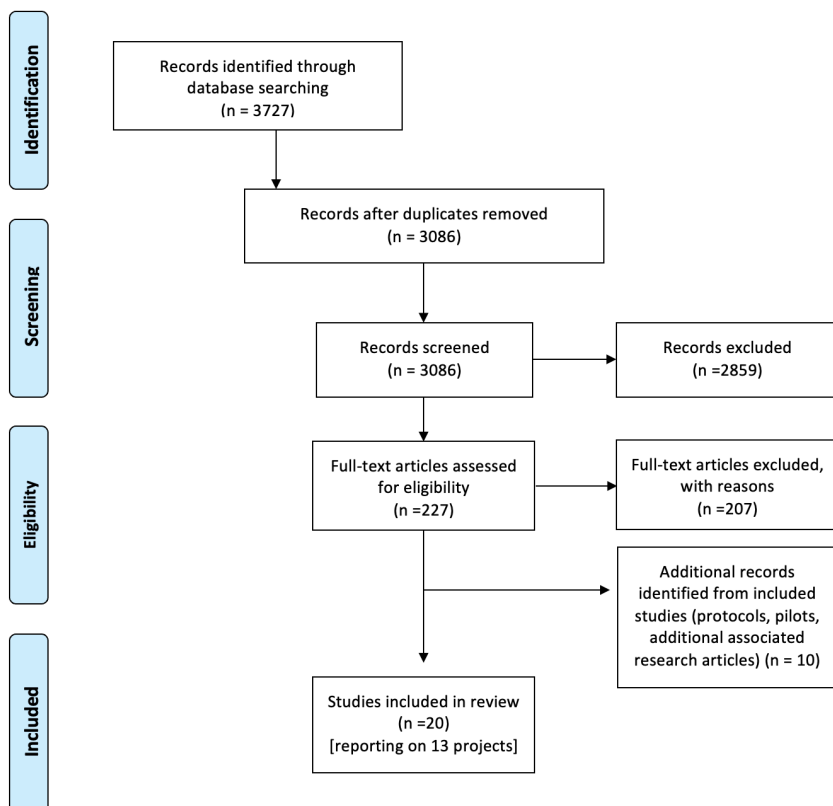 Identification
Records identified through
database searching
(n = 3727)
Records after duplicates removed
(n = 3086)
Screening
Records screened
(n = 3086)
Records excluded
(n =2859)
Eligibility
Full-text articles assessed
for eligibility
(n =227)
Full-text articles excluded,
with reasons
(n =207)
Additional records
identified from included
studies (protocols, pilots,
additional associated
research articles) (n = 10)
Included
Studies included in review
(n =20)
[reporting on 13 projects]